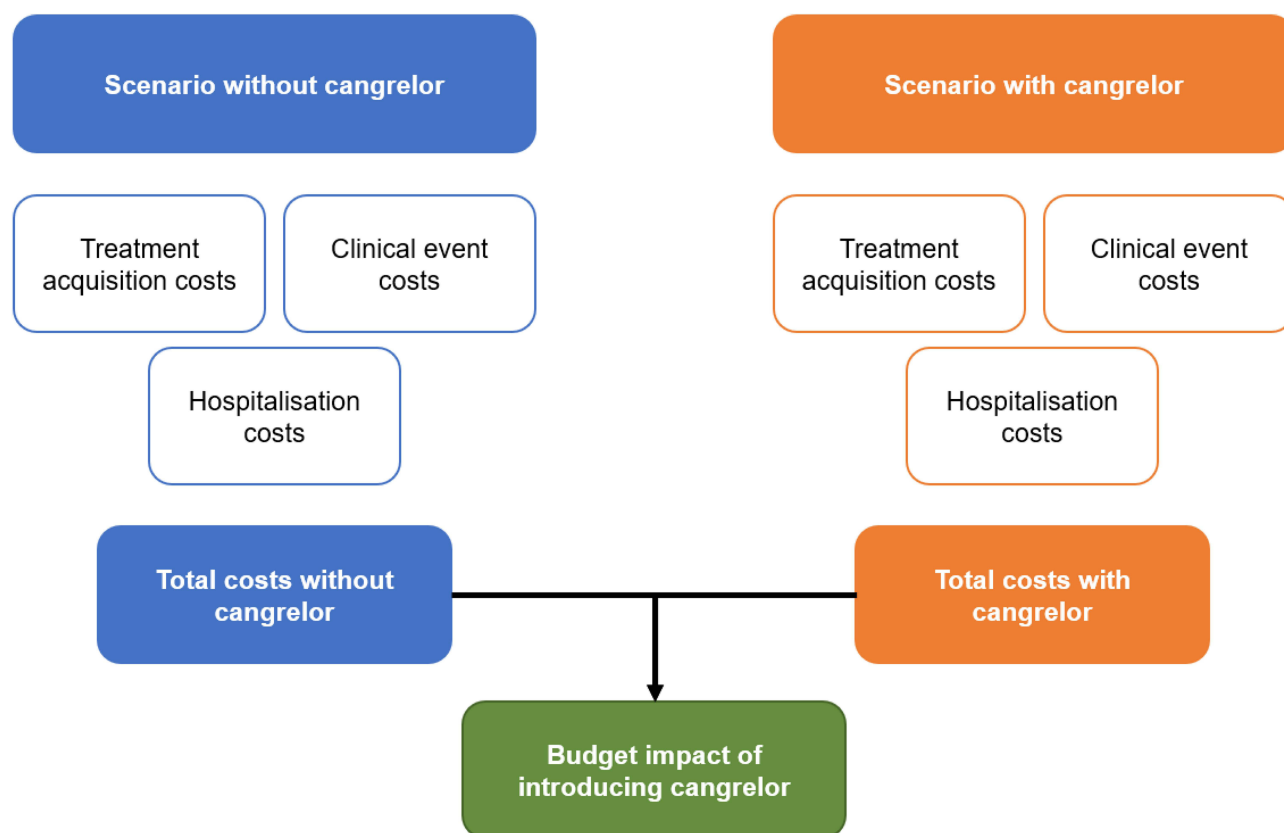 Scenario without cangrelor
Scenario with cangrelor
Treatment
acquisition costs
Clinical event
costs
Treatment
acquisition costs
Clinical event
costs
Hospitalisation
costs
Hospitalisation
costs
Total costs without
cangrelor
Total costs with
cangrelor
Budget impact of
introducing cangrelor